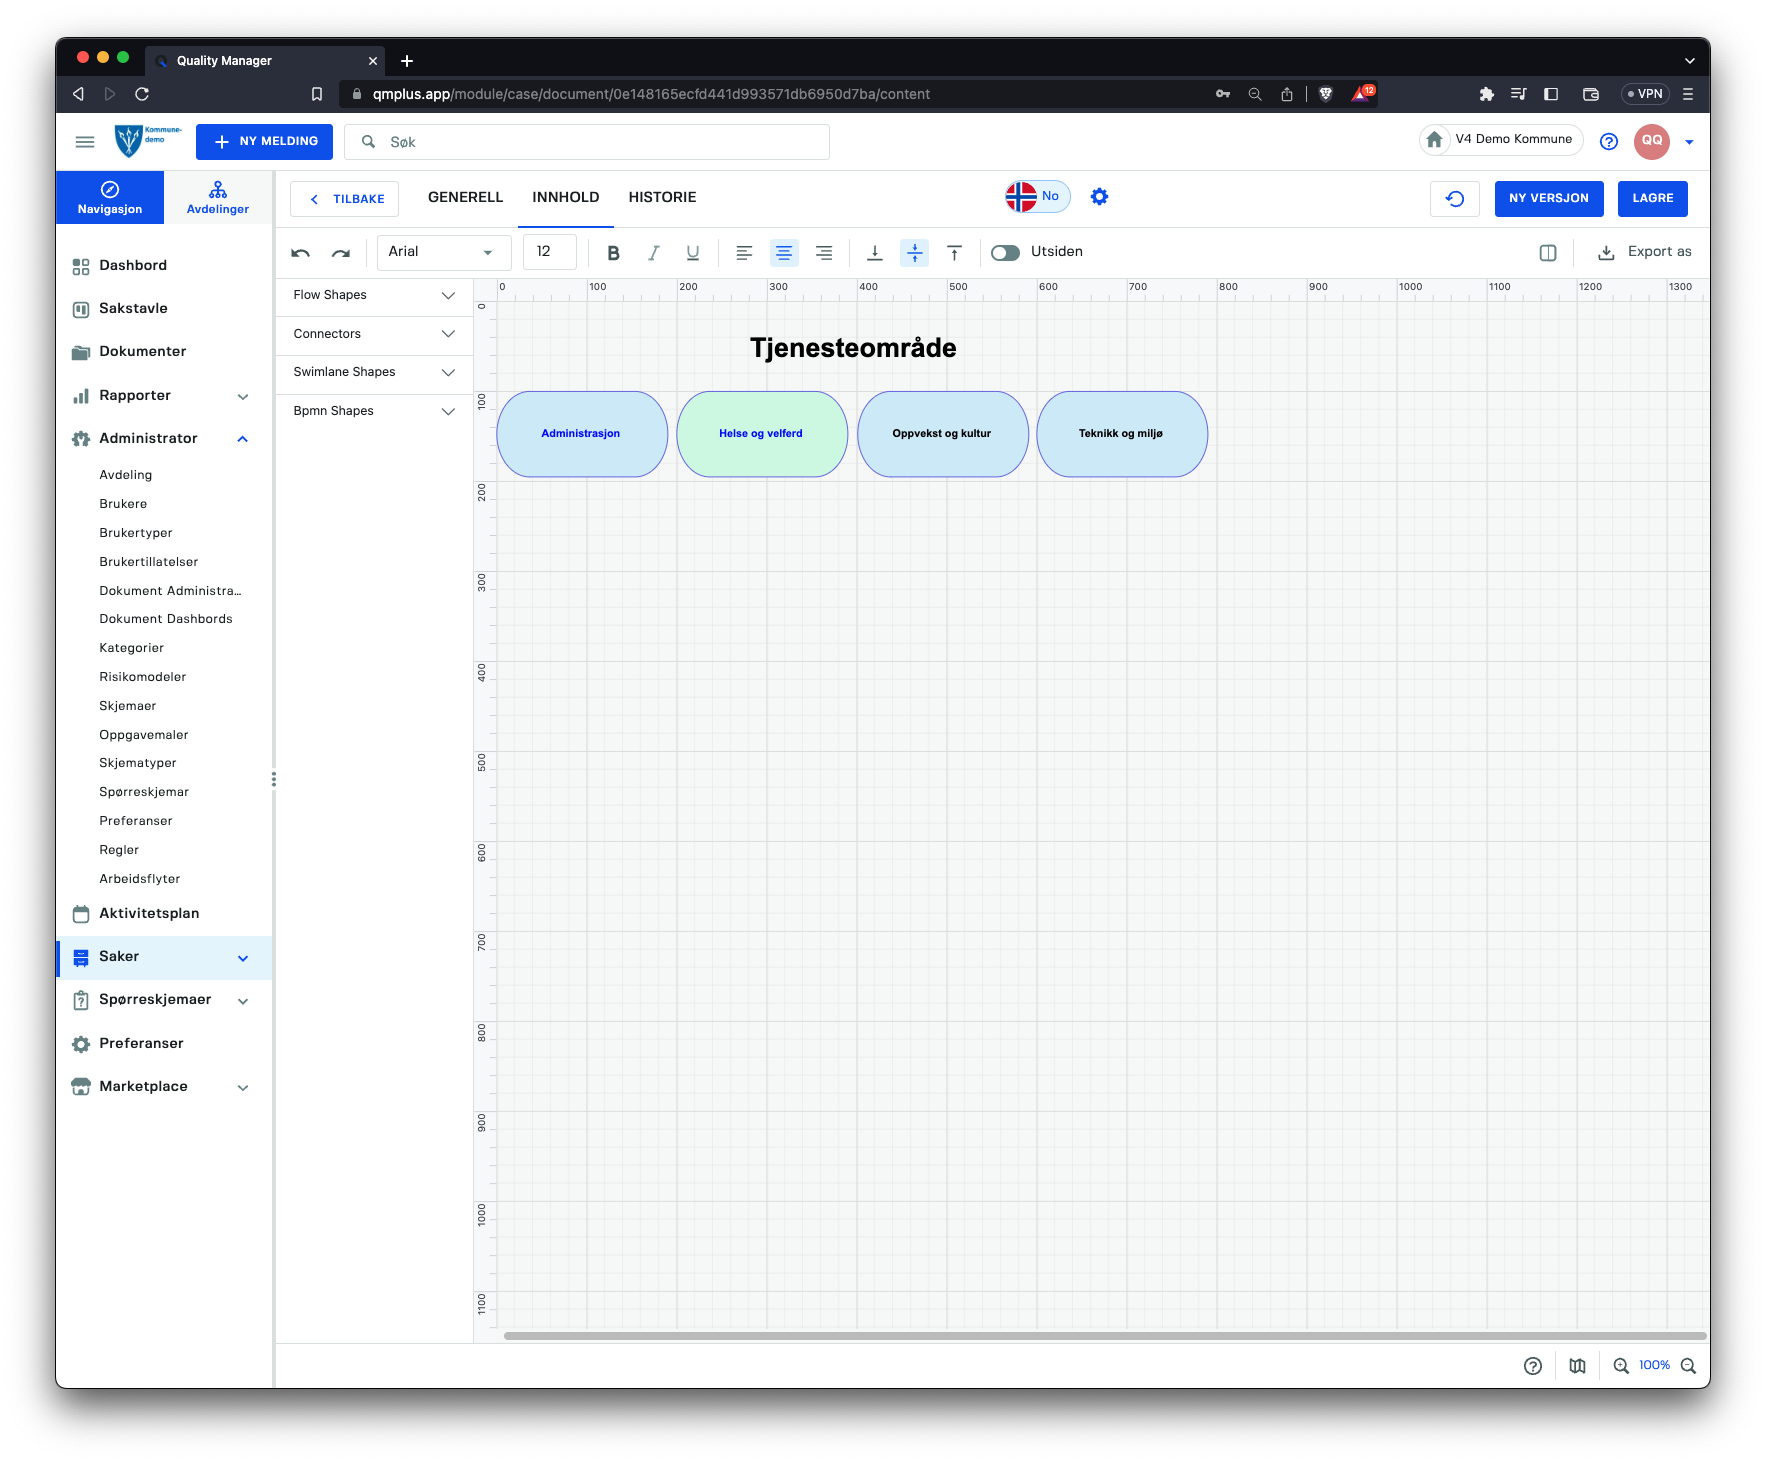 Quality Manager
qmplus.app/module/case/document/0e148165ecfd441d993571db6950d7ba/content
12
VPN
Kommune-
demo
NY MELDING
Søk
V4 Demo Kommune
QQ
Navigasjon
Avdelinger
TILBAKE
GENERELL
INNHOLD
HISTORIE
No
NY VERSJON
LAGRE
Arial
12
B
I
U
Utsiden
Export as
Dashbord
Sakstavle
Dokumenter
Rapporter
Administrator
Avdeling
Brukere
Brukertyper
Brukertillatelser
Dokument Administra...
Dokument Dashbords
Kategorier
Risikomodeler
Skjemaer
Oppgavemaler
Skjematyper
Spørreskjemar
Preferanser
Regler
Arbeidsflyter
Aktivitetsplan
Saker
Spørreskjemaer
Preferanser
Marketplace
Flow Shapes
Connectors
Swimlane Shapes
Bpmn Shapes
0 100 200 300 400 500 600 700 800 900 1000 1100 1200 1300
0
100
200
300
400
500
600
700
800
900
1000
1100
Tjenesteområde
Administrasjon
Helse og velferd
Oppvekst og kultur
Teknikk og miljø
100%